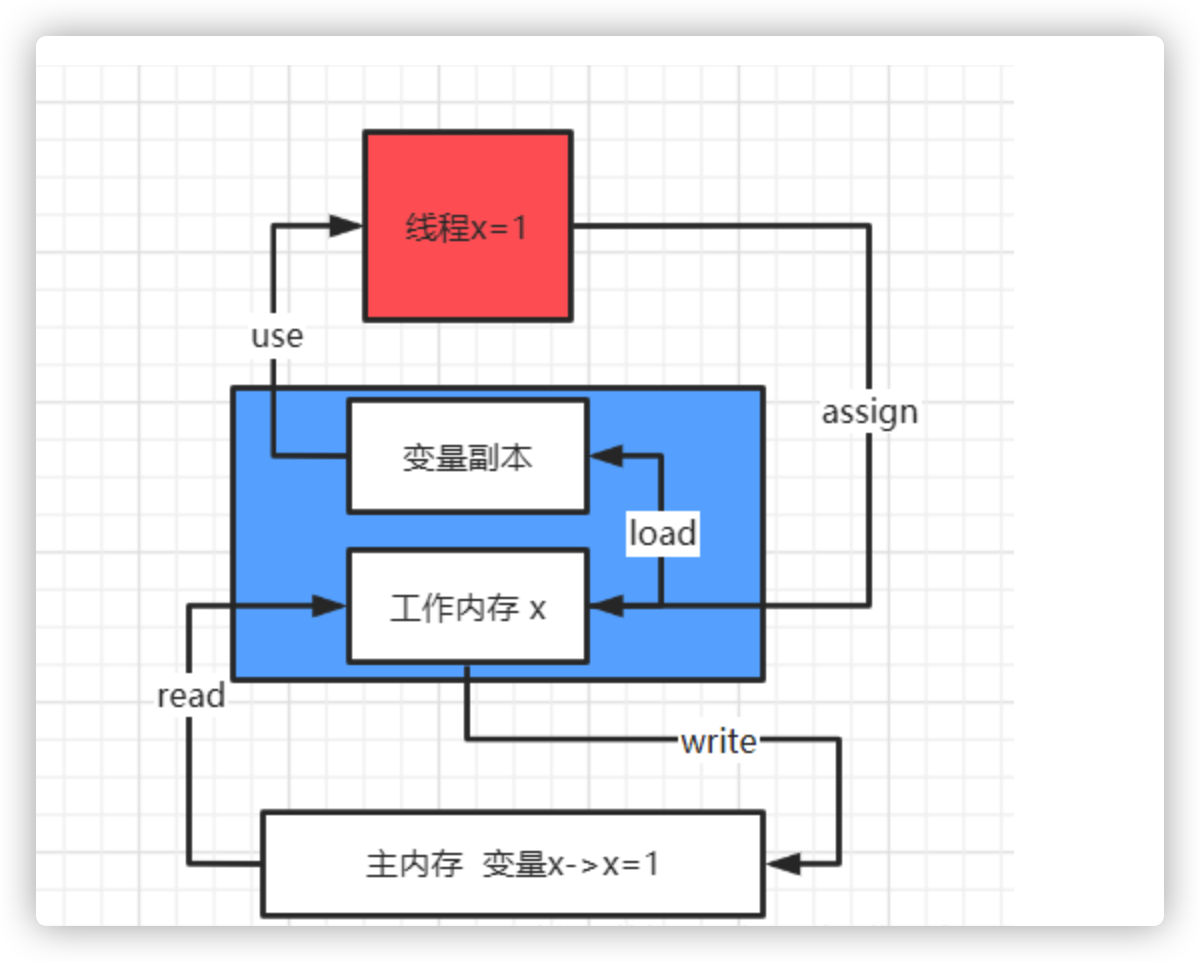 线程x=1
use
assign
变量副本
load
工作内存 x
read
write
主内存 变量x->x=1